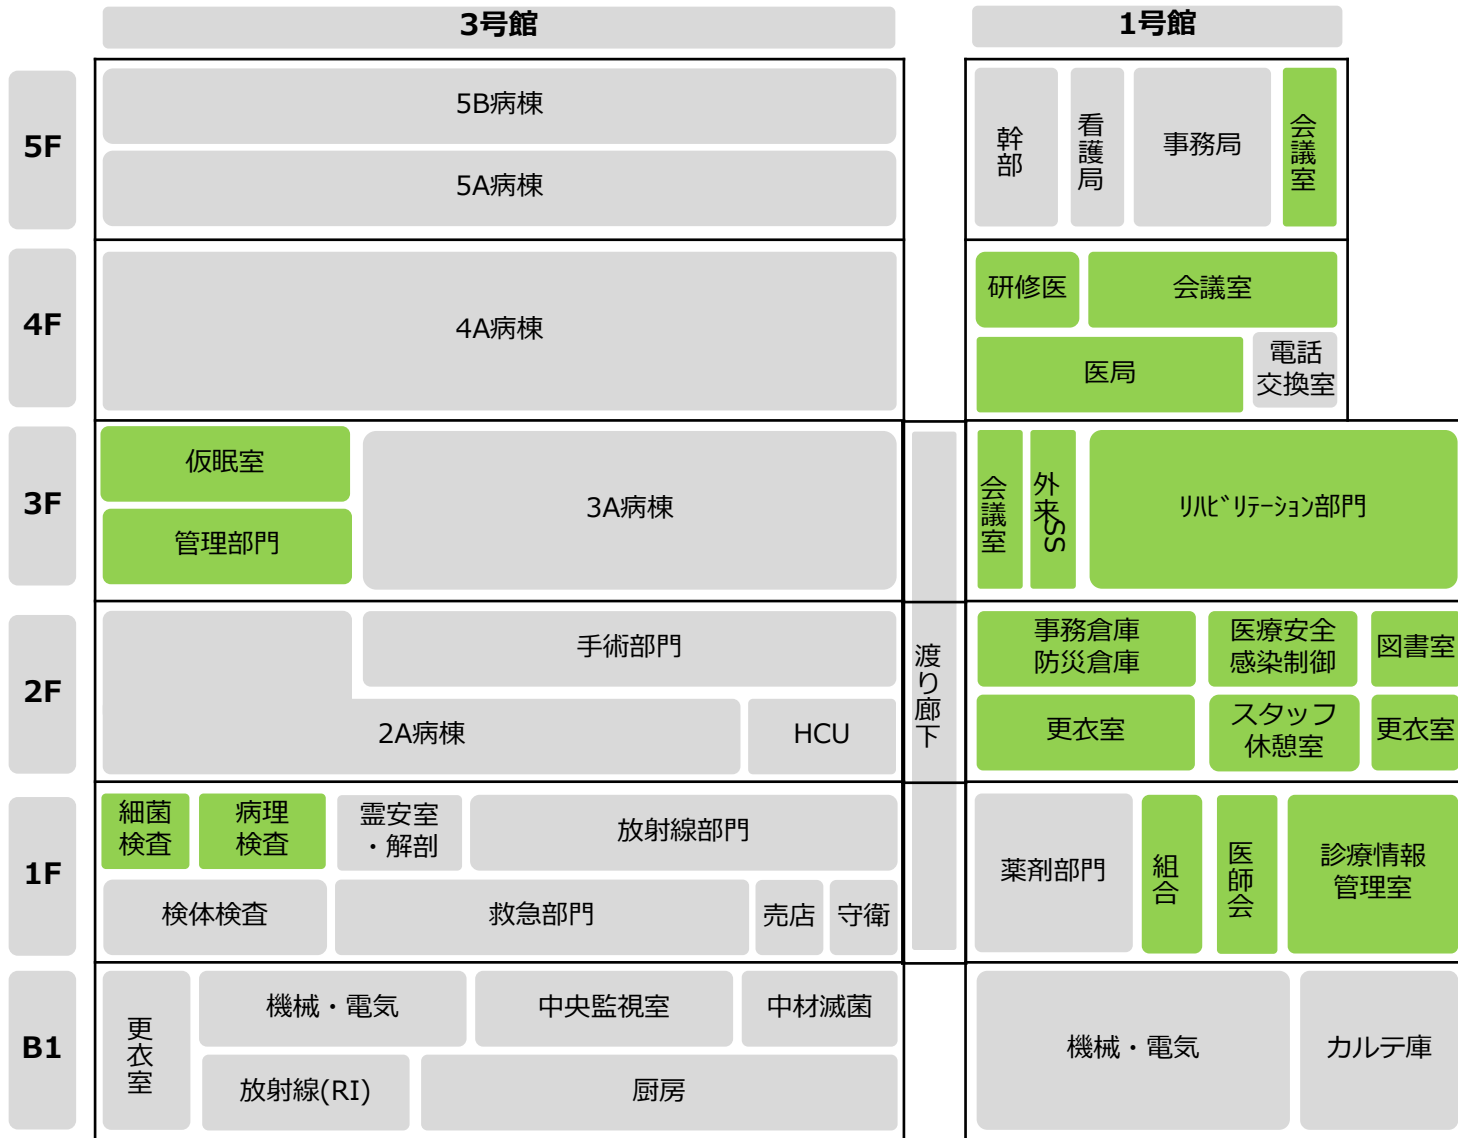 3号館
1号館
5F
5B病棟
5A病棟
幹部
看護局
事務局
会議室
4F
4A病棟
研修医
会議室
医局
電話
交換室
3F
仮眠室
管理部門
3A病棟
会議室
外来SS
ﾘﾊﾋﾞﾘﾃｰｼｮﾝ部門
渡り廊下
2F
手術部門
2A病棟
HCU
事務倉庫
防災倉庫
医療安全
感染制御
図書室
更衣室
スタッフ
休憩室
更衣室
1F
細菌
検査
病理
検査
霊安室
・解剖
放射線部門
検体検査
救急部門
売店
守衛
薬剤部門
組合
医師会
診療情報
管理室
B1
更衣室
機械・電気
中央監視室
中材滅菌
放射線(RI)
厨房
機械・電気
カルテ庫